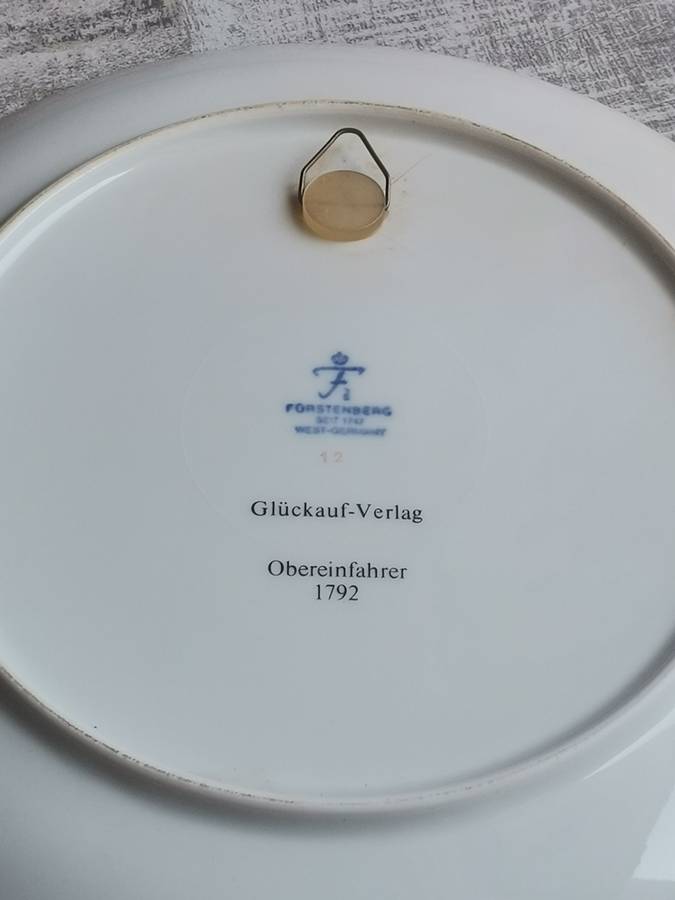 F
FÜRSTENBERG
SEIT 1747
WEST-GERMANY
12
Glückauf-Verlag
Obereinfahrer
1792